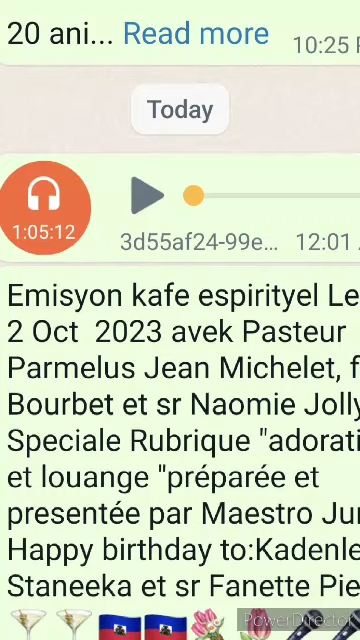 20 ani... Read more 10:25
Today
1:05:12
3d55af24-99e... 12:01
Emisyon kafe espirityel Le
2 Oct 2023 avek Pasteur
Parmelus Jean Michelet, f
Bourbet et sr Naomie Jolly
Speciale Rubrique "adorati
et louange "préparée et
presentée par Maestro Ju
Happy birthday to:Kadenle
Staneeka et sr Fanette Pie
PowerDirector